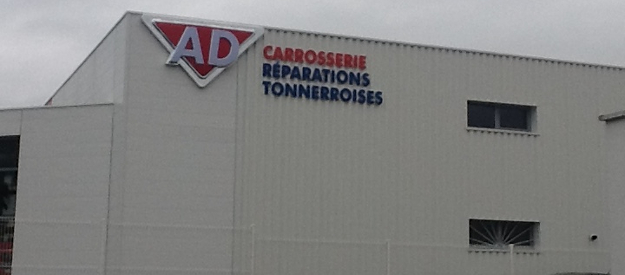 AD
CARROSSERIE
RÉPARATIONS
TONNERROISES